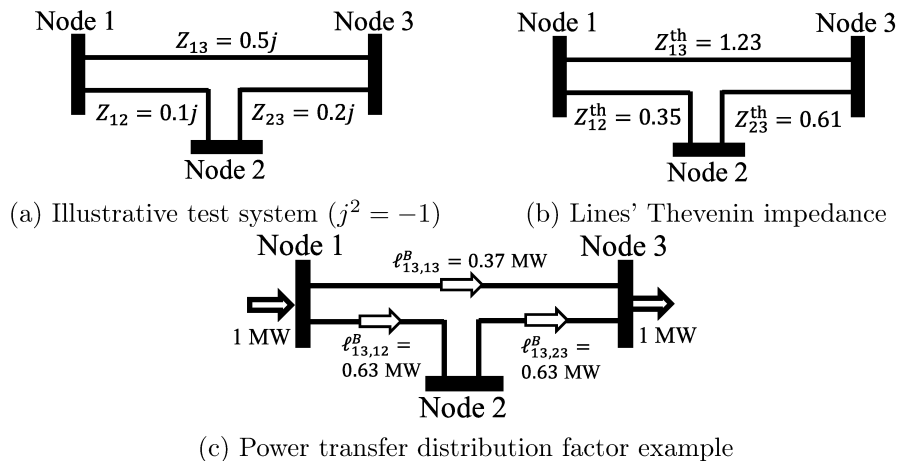 Node 1
Node 3
Z₁₃ = 0.5j
Z₁₂ = 0.1j
Z₂₃ = 0.2j
Node 2
(a) Illustrative test system (j² = −1)
Node 1
Node 3
Z₁₃ᵗʰ = 1.23
Z₁₂ᵗʰ = 0.35
Z₂₃ᵗʰ = 0.61
Node 2
(b) Lines’ Thevenin impedance
Node 1
Node 3
ℓᴮ₁₃,₁₃ = 0.37 MW
1 MW
ℓᴮ₁₃,₁₂ =
0.63 MW
ℓᴮ₁₃,₂₃ =
0.63 MW
1 MW
Node 2
(c) Power transfer distribution factor example